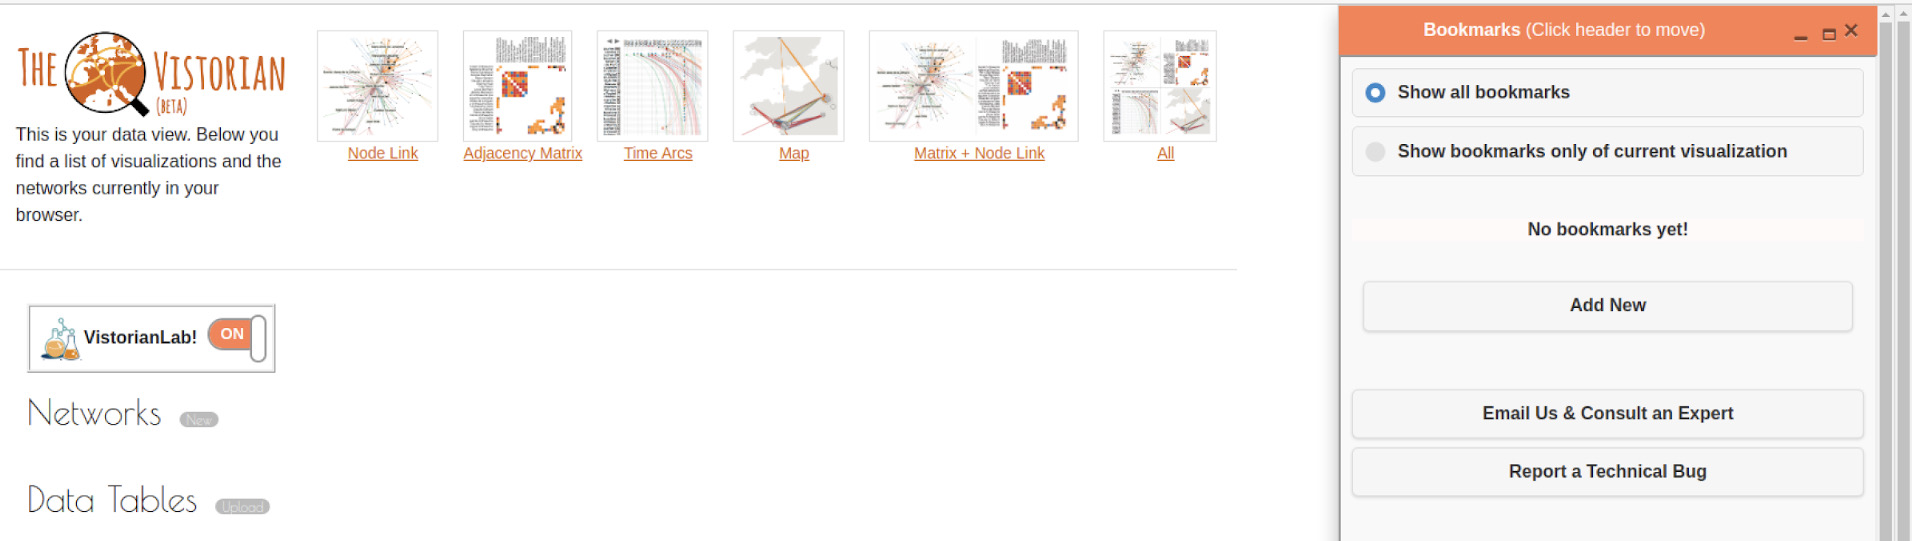 THE VISTORIAN
(BETA)
This is your data view. Below you
find a list of visualizations and the
networks currently in your
browser.
Node Link
Adjacency Matrix
Time Arcs
Map
Matrix + Node Link
All
VistorianLab!
ON
Networks New
Data Tables Upload
Bookmarks (Click header to move)
Show all bookmarks
Show bookmarks only of current visualization
No bookmarks yet!
Add New
Email Us & Consult an Expert
Report a Technical Bug